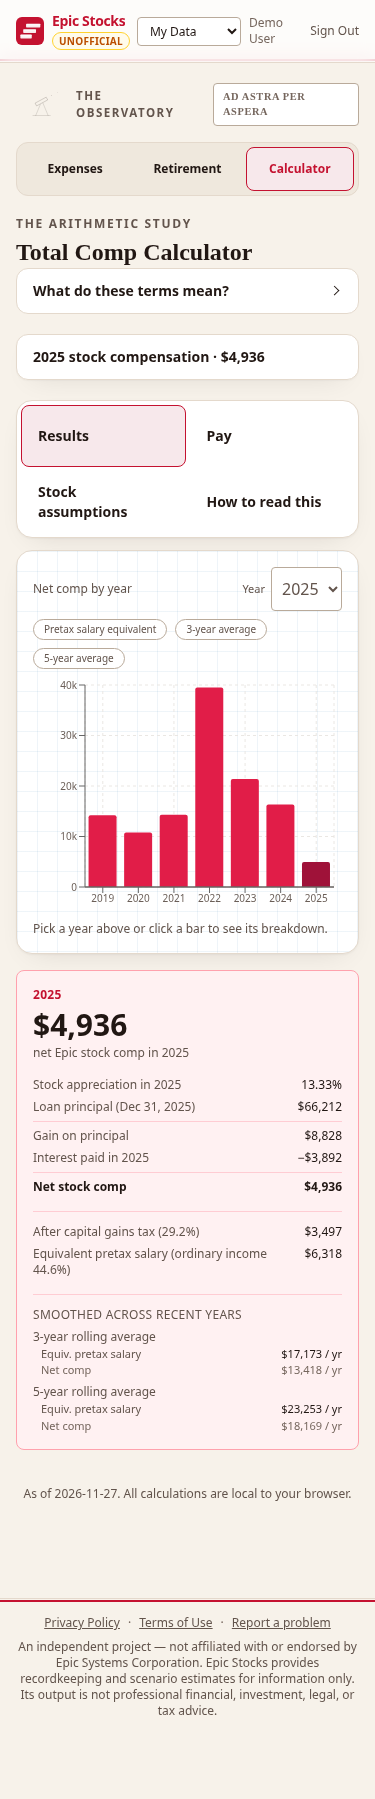 Epic Stocks
UNOFFICIAL
My Data
Demo
User
Sign Out
THE
OBSERVATORY
AD ASTRA PER
ASPERA
Expenses
Retirement
Calculator
THE ARITHMETIC STUDY
Total Comp Calculator
What do these terms mean?
2025 stock compensation · $4,936
Results
Pay
Stock
assumptions
How to read this
Net comp by year
Year
2025
Pretax salary equivalent
3-year average
5-year average
40k
30k
20k
10k
0
2019 2020 2021 2022 2023 2024 2025
Pick a year above or click a bar to see its breakdown.
2025
$4,936
net Epic stock comp in 2025
Stock appreciation in 2025 13.33%
Loan principal (Dec 31, 2025) $66,212
Gain on principal $8,828
Interest paid in 2025 −$3,892
Net stock comp $4,936
After capital gains tax (29.2%) $3,497
Equivalent pretax salary (ordinary income $6,318
44.6%)
SMOOTHED ACROSS RECENT YEARS
3-year rolling average
Equiv. pretax salary $17,173 / yr
Net comp $13,418 / yr
5-year rolling average
Equiv. pretax salary $23,253 / yr
Net comp $18,169 / yr
As of 2026-11-27. All calculations are local to your browser.
Privacy Policy · Terms of Use · Report a problem
An independent project — not affiliated with or endorsed by
Epic Systems Corporation. Epic Stocks provides
recordkeeping and scenario estimates for information only.
Its output is not professional financial, investment, legal, or
tax advice.